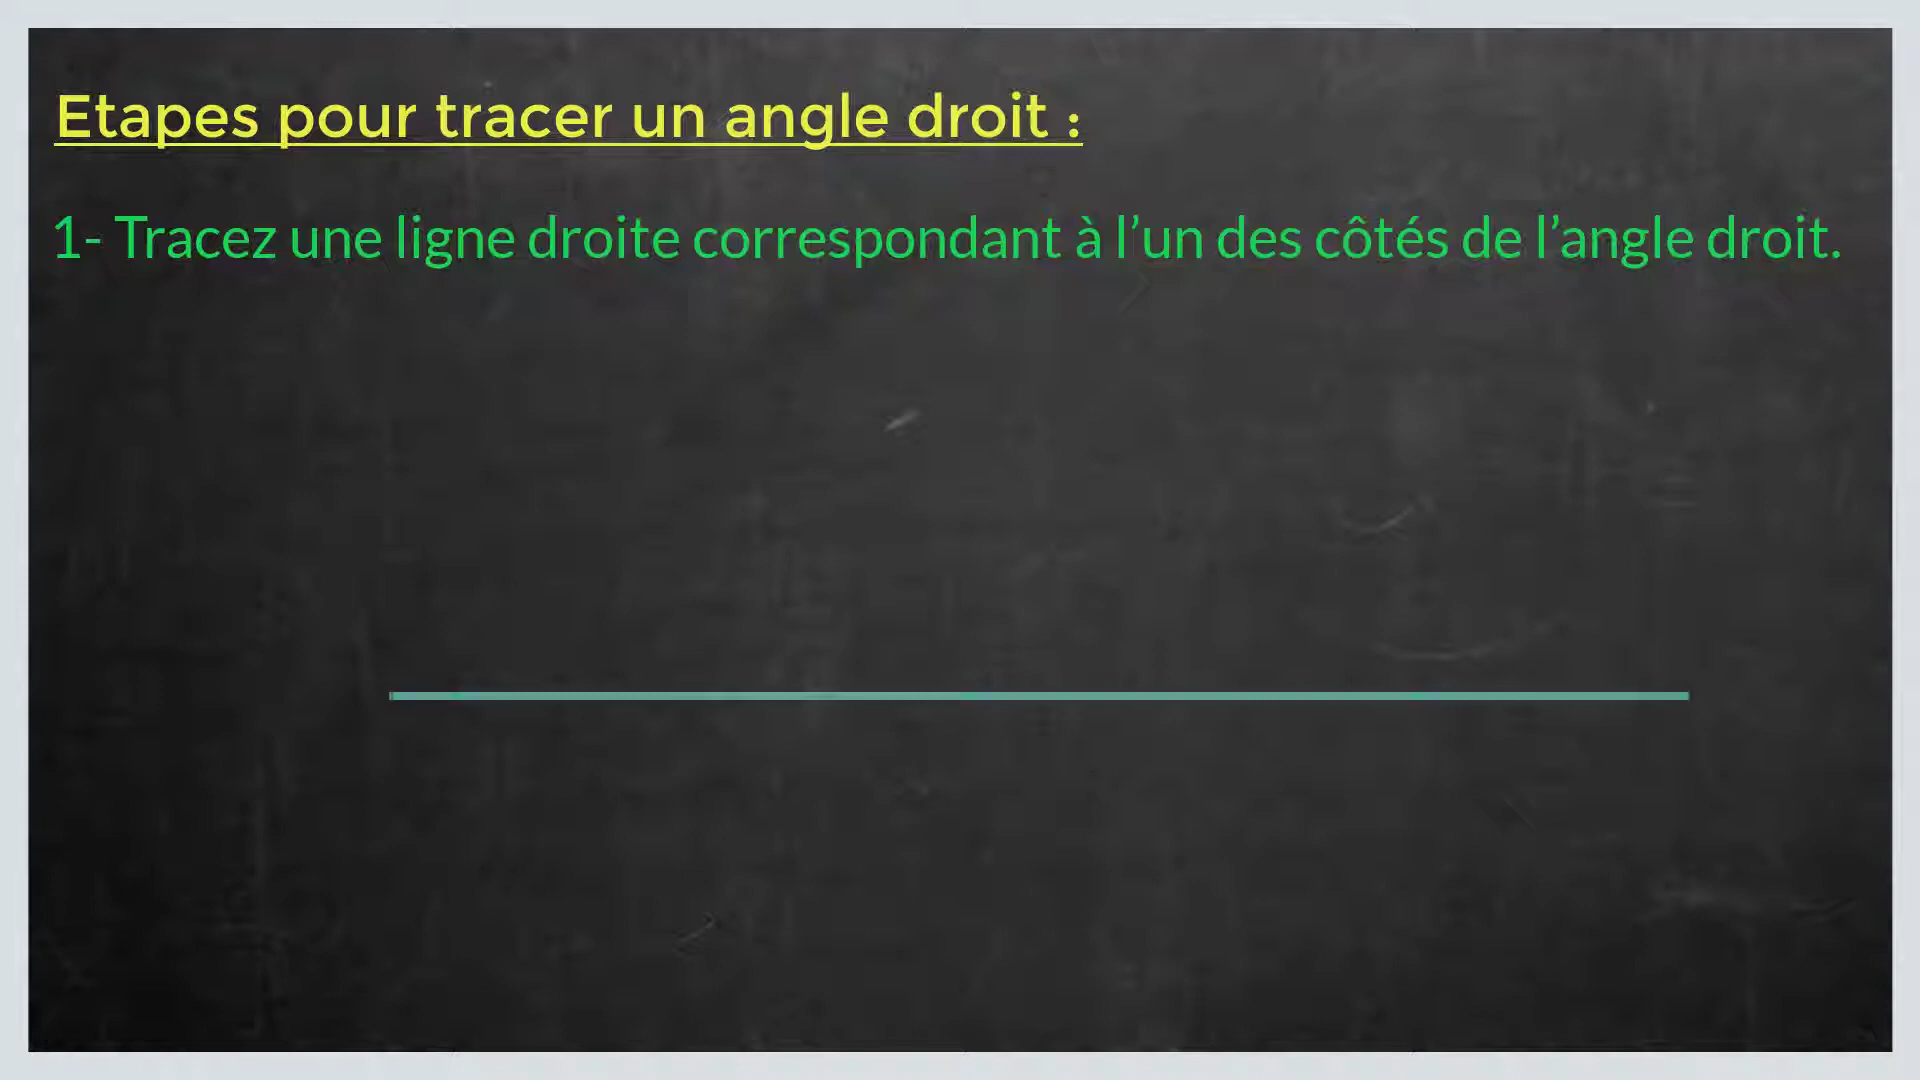 Etapes pour tracer un angle droit :
1- Tracez une ligne droite correspondant à l’un des côtés de l’angle droit.